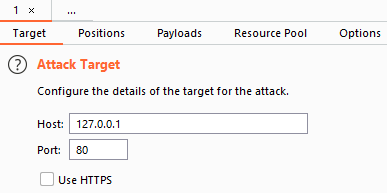 1 × ...
Target Positions Payloads Resource Pool Options
? Attack Target
Configure the details of the target for the attack.
Host: 127.0.0.1
Port: 80
Use HTTPS